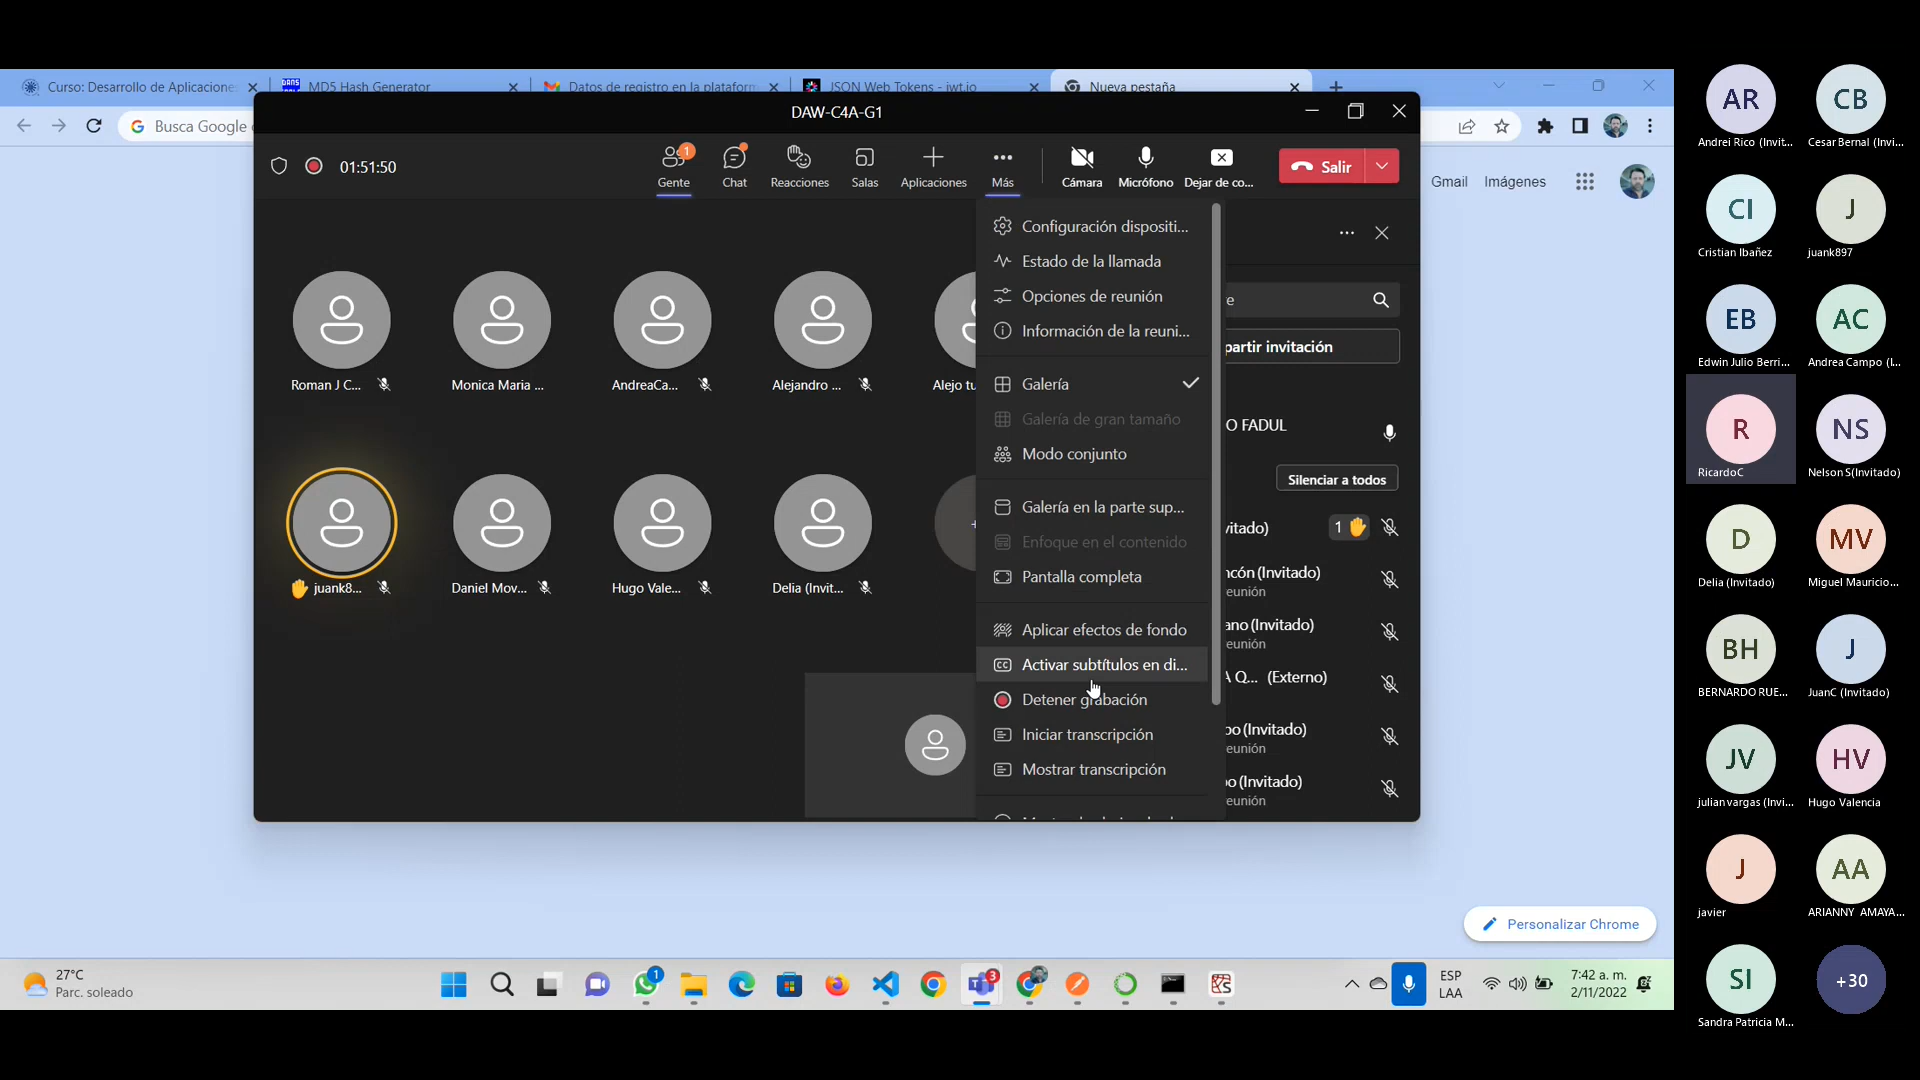 Curso: Desarrollo de Aplicacione
MD5 Hash Generator
Datos de registro en la plataform
JSON Web Tokens - jwt.io
Nueva pestaña
Busca Google
DAW-C4A-G1
01:51:50
Gente
1
Chat
Reacciones
Salas
Aplicaciones
Más
Cámara
Micrófono
Dejar de co...
Salir
Gmail
Imágenes
Configuración dispositi...
Estado de la llamada
Opciones de reunión
Información de la reuni...
Galería
Galería de gran tamaño
Modo conjunto
Galería en la parte sup...
Enfoque en el contenido
Pantalla completa
Aplicar efectos de fondo
Activar subtítulos en di...
Detener grabación
Iniciar transcripción
Mostrar transcripción
Roman J C...
Monica Maria ...
AndreaCa...
Alejandro ...
Alejo tu
juank8...
Daniel Mov...
Hugo Vale...
Delia (Invit...
e
partir invitación
O FADUL
Silenciar a todos
vitado)
1
ncón (Invitado)
eunión
ano (Invitado)
eunión
A Q... (Externo)
po (Invitado)
eunión
oo (Invitado)
eunión
Personalizar Chrome
AR
Andrei Rico (Invit...
CB
Cesar Bernal (Invi...
CI
Cristian Ibañez
J
juank897
EB
Edwin Julio Berri...
AC
Andrea Campo (I...
R
RicardoC
NS
Nelson S(Invitado)
D
Delia (Invitado)
MV
Miguel Mauricio...
BH
BERNARDO RUE...
J
JuanC (Invitado)
JV
julian vargas (Invi...
HV
Hugo Valencia
J
javier
AA
ARIANNY AMAYA...
SI
Sandra Patricia M...
+30
27°C
Parc. soleado
1
3
ESP
LAA
7:42 a. m.
2/11/2022